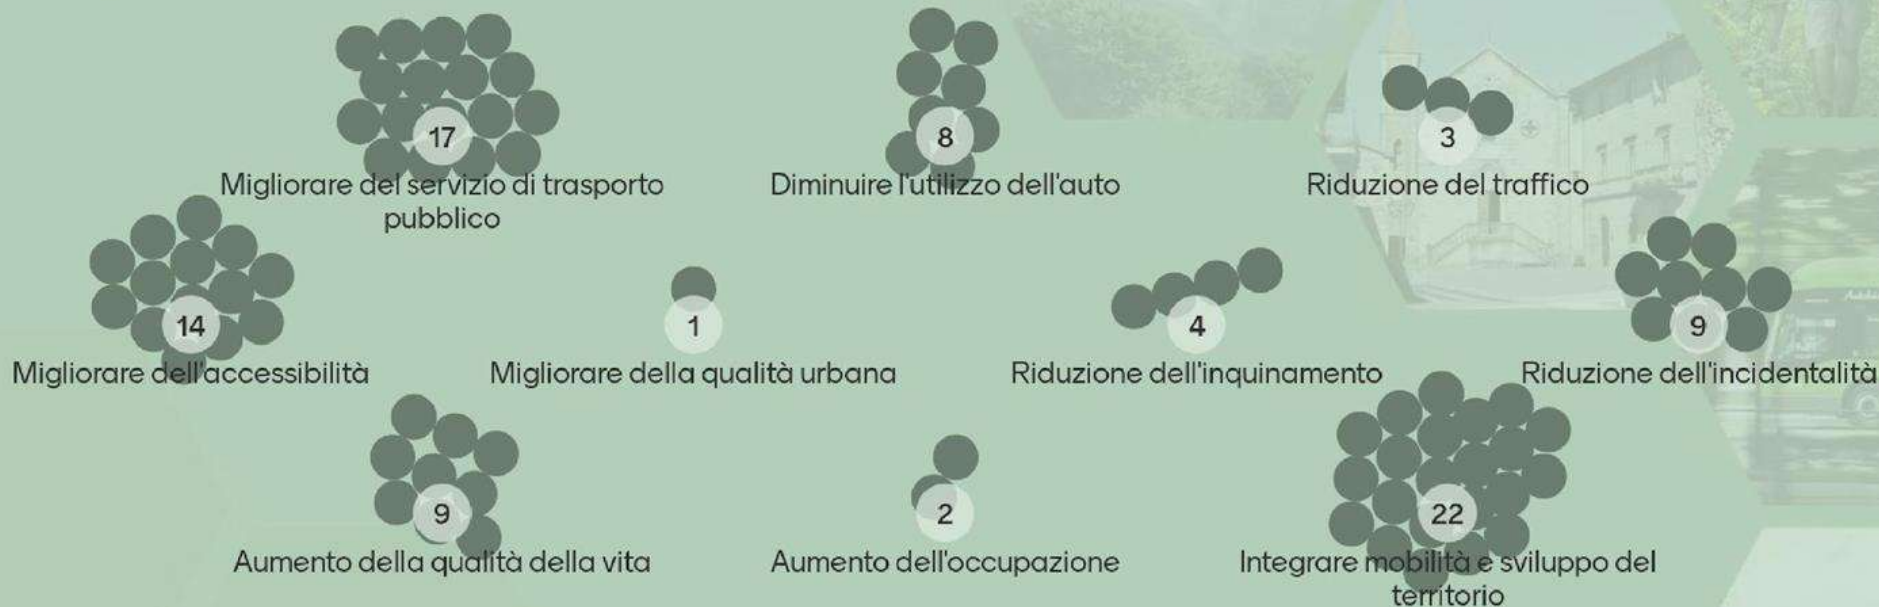 17
Migliorare del servizio di trasporto
pubblico
8
Diminuire l'utilizzo dell'auto
3
Riduzione del traffico
14
Migliorare dell'accessibilità
1
Migliorare della qualità urbana
4
Riduzione dell'inquinamento
9
Riduzione dell'incidentalità
9
Aumento della qualità della vita
2
Aumento dell'occupazione
22
Integrare mobilità e sviluppo del
territorio